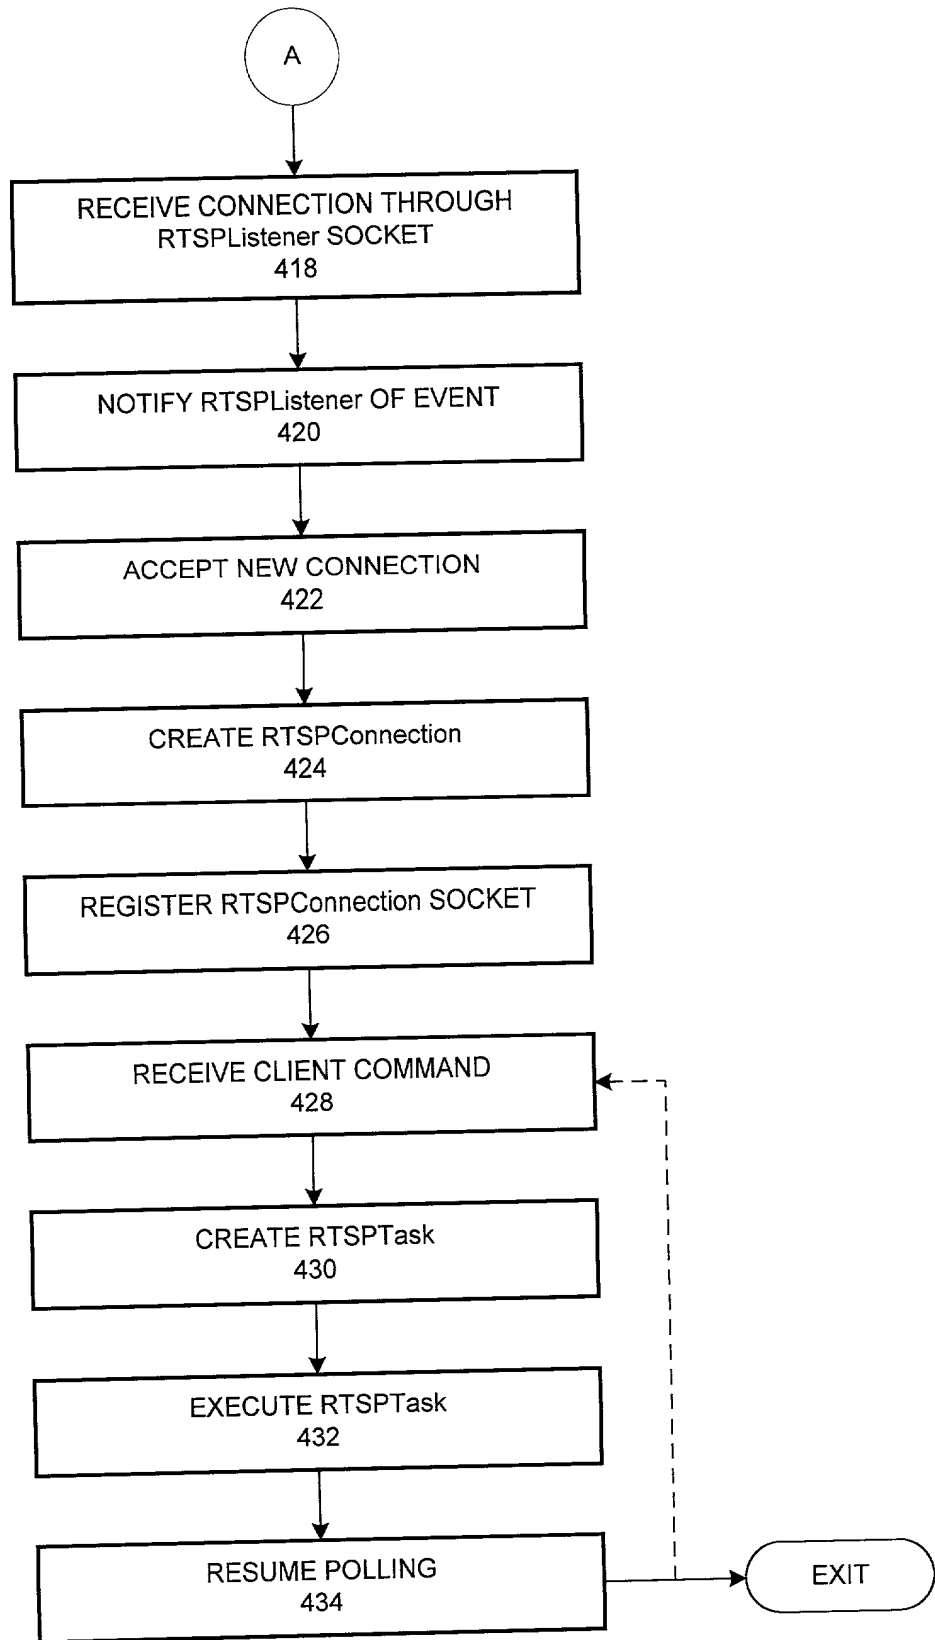 A
RECEIVE CONNECTION THROUGH
RTSPListener SOCKET
418
NOTIFY RTSPListener OF EVENT
420
ACCEPT NEW CONNECTION
422
CREATE RTSPConnection
424
REGISTER RTSPConnection SOCKET
426
RECEIVE CLIENT COMMAND
428
CREATE RTSPTask
430
EXECUTE RTSPTask
432
RESUME POLLING
434
EXIT